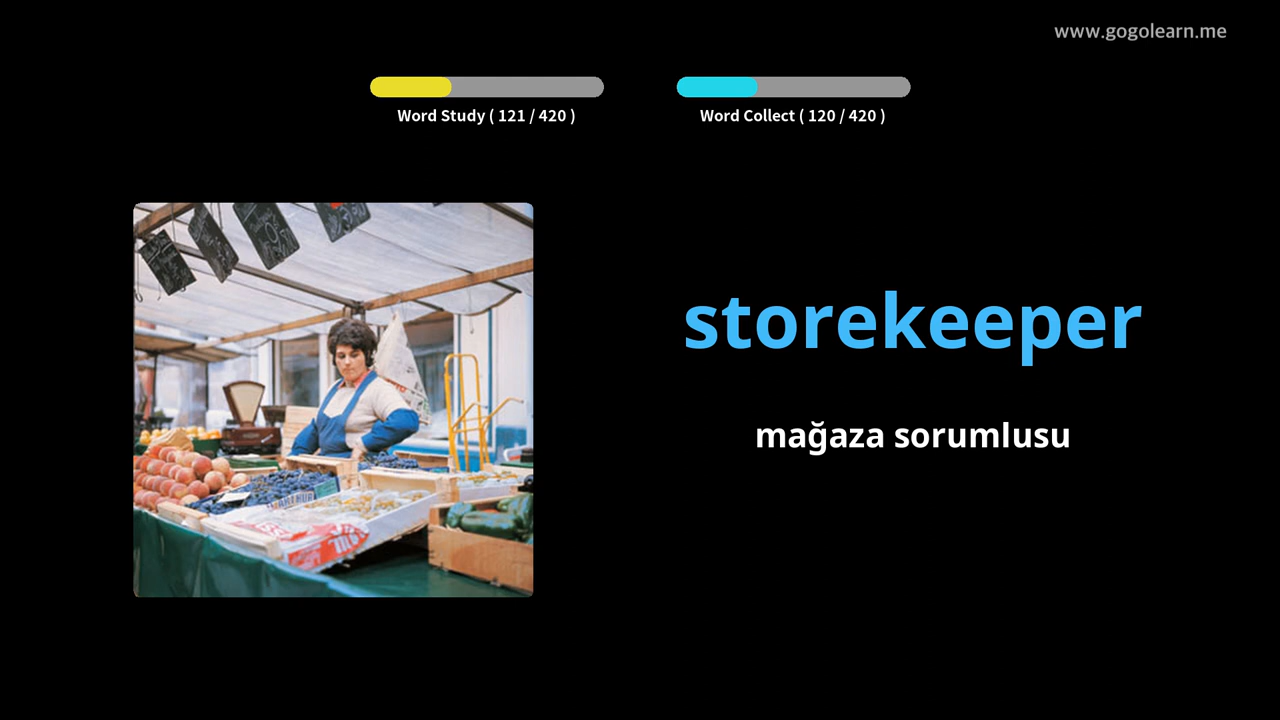 www.gogolearn.me
Word Study ( 121 / 420 )
Word Collect ( 120 / 420 )
storekeeper
mağaza sorumlusu